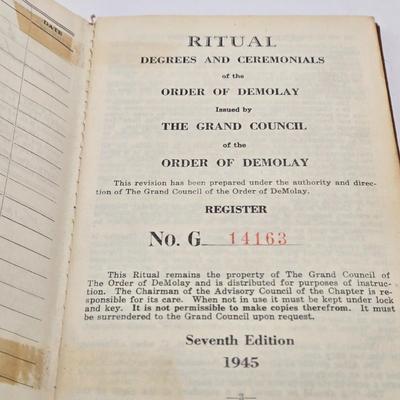 DATE
RITUAL
DEGREES AND CEREMONIALS
of the
ORDER OF DEMOLAY
Issued by
THE GRAND COUNCIL
of the
ORDER OF DEMOLAY
This revision has been prepared under the authority and direc-
tion of The Grand Council of the Order of DeMolay.
REGISTER
No. G 14163
This Ritual remains the property of The Grand Council of
The Order of DeMolay and is distributed for purposes of instruc-
tion. The Chairman of the Advisory Council of the Chapter is re-
sponsible for its care. When not in use it must be kept under lock
and key. It is not permissible to make copies therefrom. It must
be surrendered to the Grand Council upon request.
Seventh Edition
1945
—3—